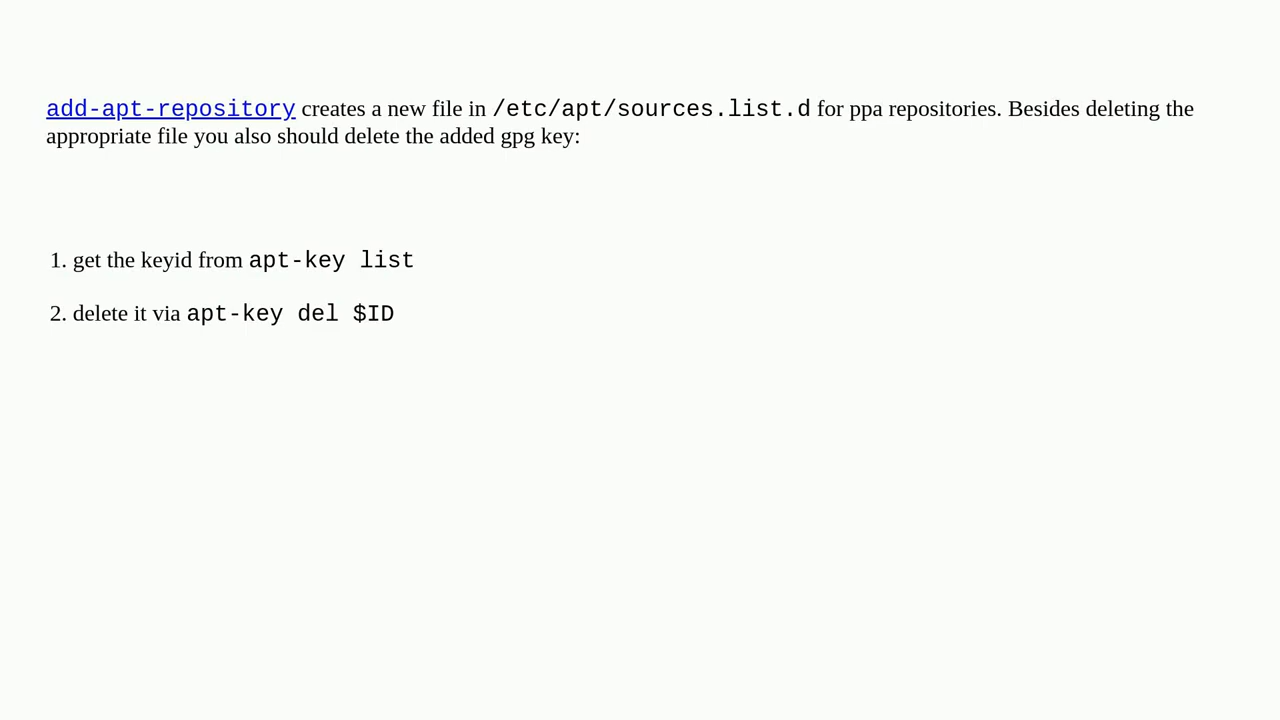 add-apt-repository creates a new file in /etc/apt/sources.list.d for ppa repositories. Besides deleting the
appropriate file you also should delete the added gpg key:
1. get the keyid from apt-key list
2. delete it via apt-key del $ID